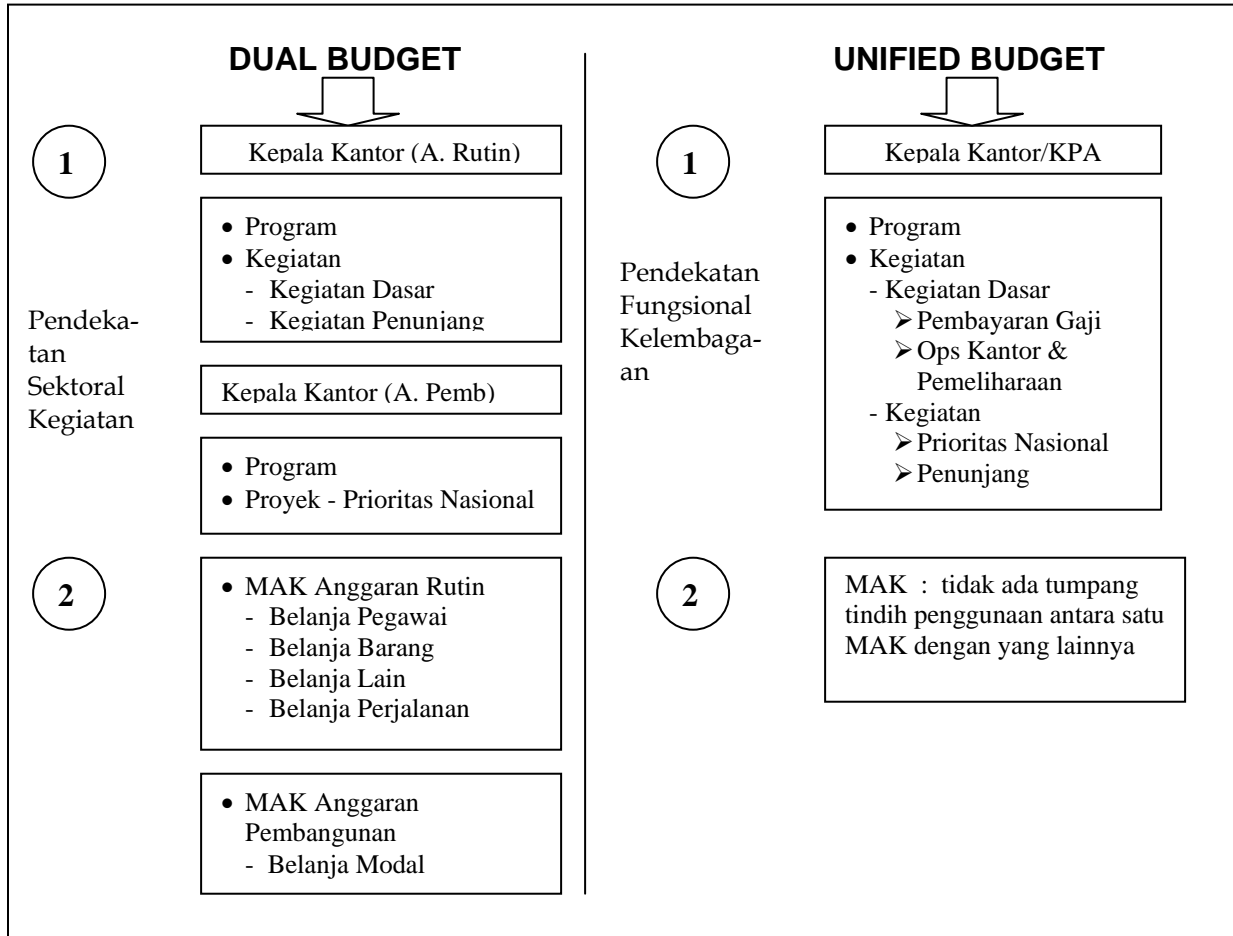 DUAL BUDGET
1
Kepala Kantor (A. Rutin)
• Program
• Kegiatan
- Kegiatan Dasar
- Kegiatan Penunjang
Pendeka-
tan
Sektoral
Kegiatan
Kepala Kantor (A. Pemb)
• Program
• Proyek - Prioritas Nasional
2
• MAK Anggaran Rutin
- Belanja Pegawai
- Belanja Barang
- Belanja Lain
- Belanja Perjalanan
• MAK Anggaran
Pembangunan
- Belanja Modal
UNIFIED BUDGET
1
Kepala Kantor/KPA
Pendekatan
Fungsional
Kelembaga-
an
• Program
• Kegiatan
- Kegiatan Dasar
➢ Pembayaran Gaji
➢ Ops Kantor &
Pemeliharaan
- Kegiatan
➢ Prioritas Nasional
➢ Penunjang
2
MAK : tidak ada tumpang
tindih penggunaan antara satu
MAK dengan yang lainnya